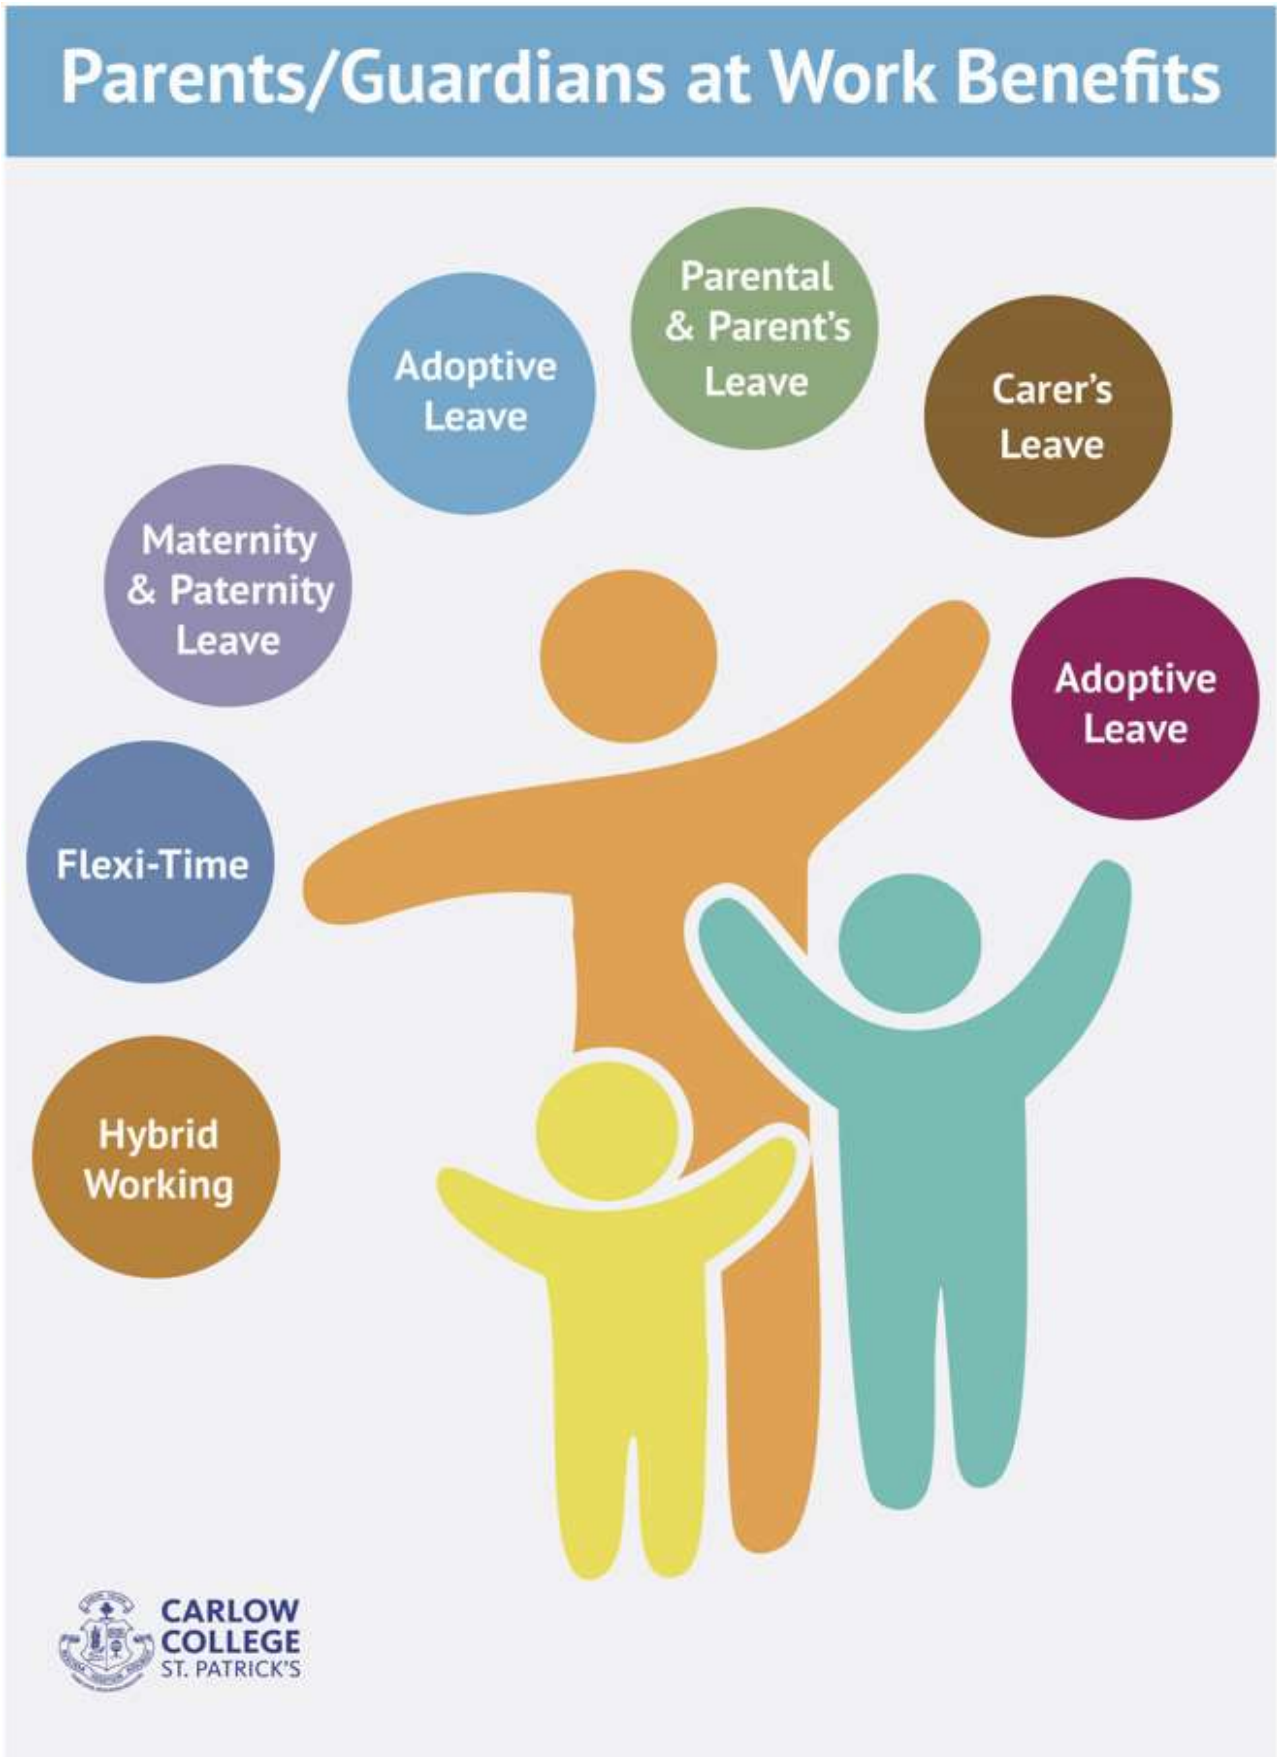 Parents/Guardians at Work Benefits
Parental
& Parent's
Leave
Adoptive
Leave
Carer's
Leave
Maternity
& Paternity
Leave
Adoptive
Leave
Flexi-Time
Hybrid
Working
CARLOW
COLLEGE
ST. PATRICK'S